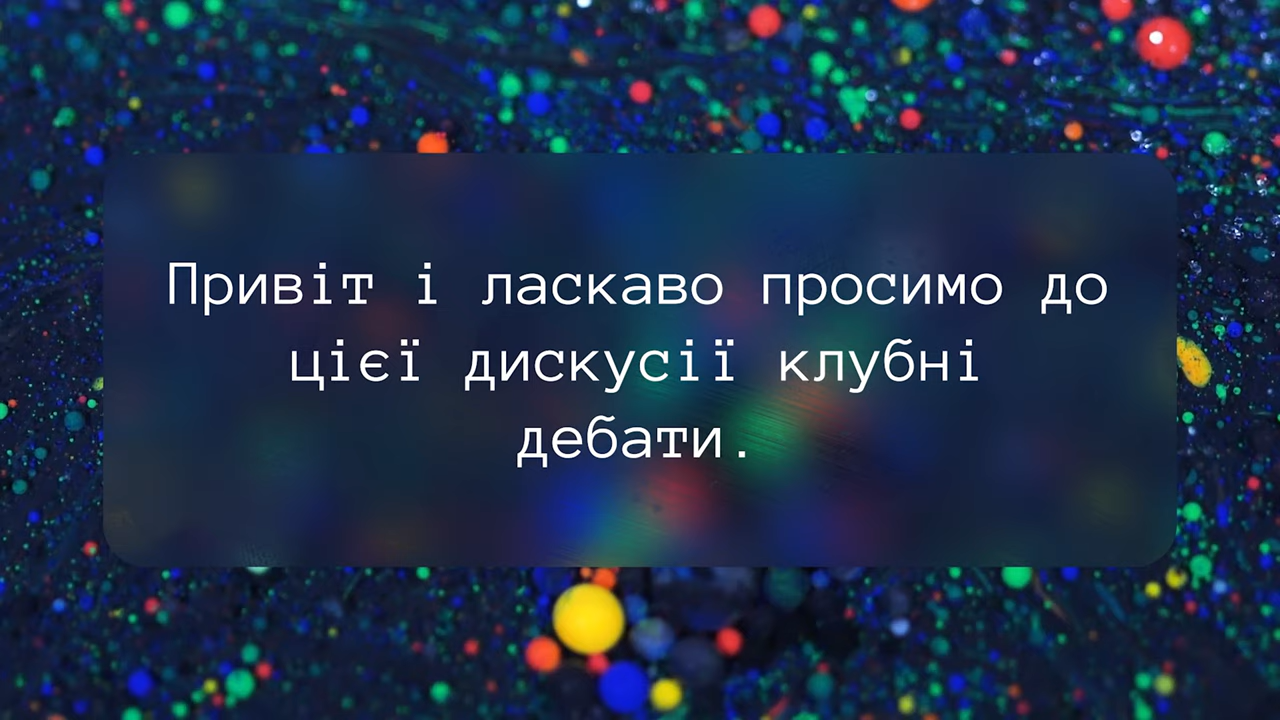 Привіт і ласкаво просимо до
цієї дискусії клубні
дебати.